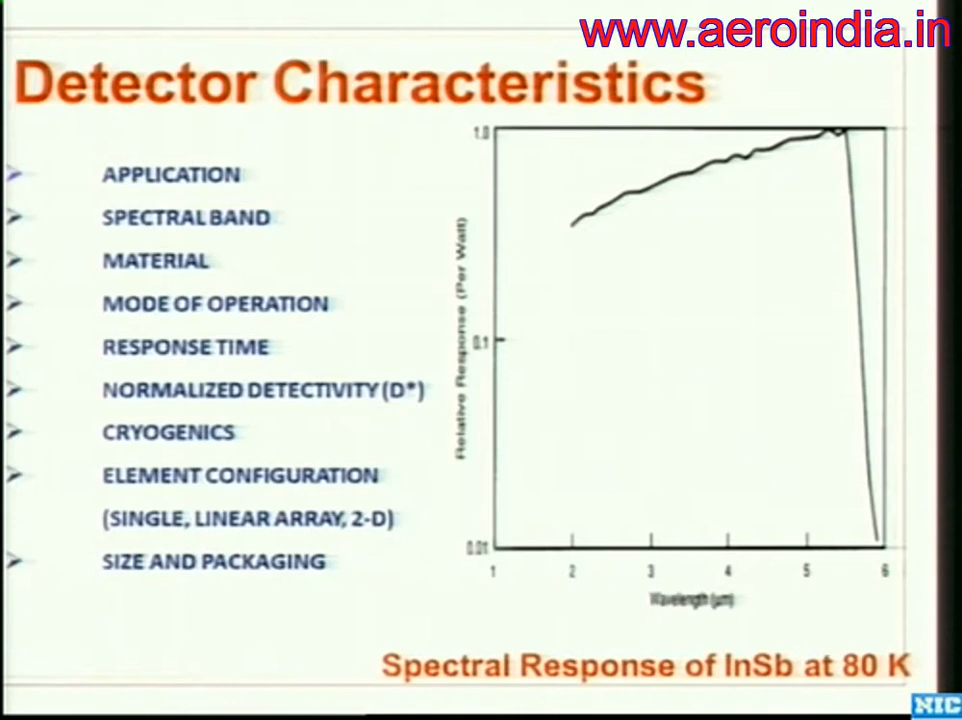 www.aeroindia.in
Detector Characteristics
APPLICATION
SPECTRAL BAND
MATERIAL
MODE OF OPERATION
RESPONSE TIME
NORMALIZED DETECTIVITY (D*)
CRYOGENICS
ELEMENT CONFIGURATION
(SINGLE, LINEAR ARRAY, 2-D)
SIZE AND PACKAGING
Relative Response (Per Watt)
1.0
0.1
0.01
1 2 3 4 5 6
Wavelength (µm)
Spectral Response of InSb at 80 K
NIC